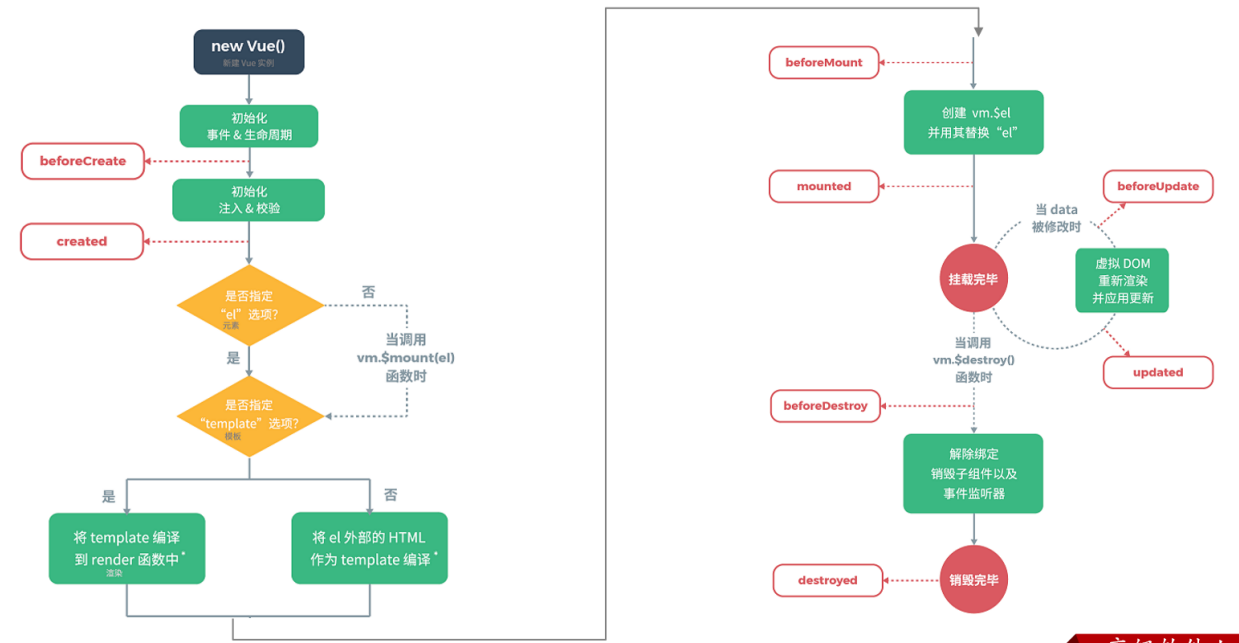 new Vue()
新建 Vue 实例
初始化
事件 & 生命周期
beforeCreate
初始化
注入 & 校验
created
是否指定
“el” 选项?
元素
否
是
当调用
vm.$mount(el)
函数时
是否指定
“template” 选项?
模板
是
否
将 template 编译
到 render 函数中*
渲染
将 el 外部的 HTML
作为 template 编译*
beforeMount
创建 vm.$el
并用其替换 “el”
mounted
beforeUpdate
当 data
被修改时
挂载完毕
虚拟 DOM
重新渲染
并应用更新
当调用
vm.$destroy()
函数时
updated
beforeDestroy
解除绑定
销毁子组件以及
事件监听器
destroyed
销毁完毕